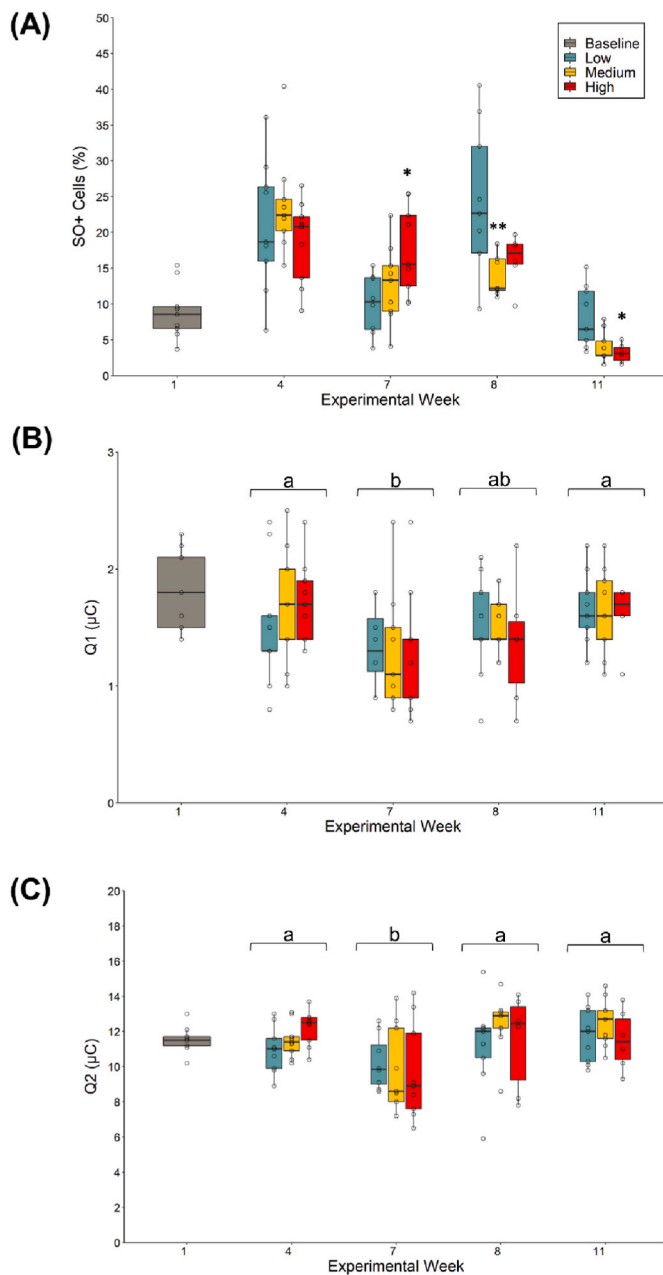 (A)
50
45
40
35
30
25
20
15
10
5
0
SO+ Cells (%)
Baseline
Low
Medium
High
*
**
*
1 4 7 8 11
Experimental Week
(B)
3
2
1
0
Q1 (µC)
a b ab a
1 4 7 8 11
Experimental Week
(C)
20
18
16
14
12
10
8
6
4
2
0
Q2 (µC)
a b a a
1 4 7 8 11
Experimental Week